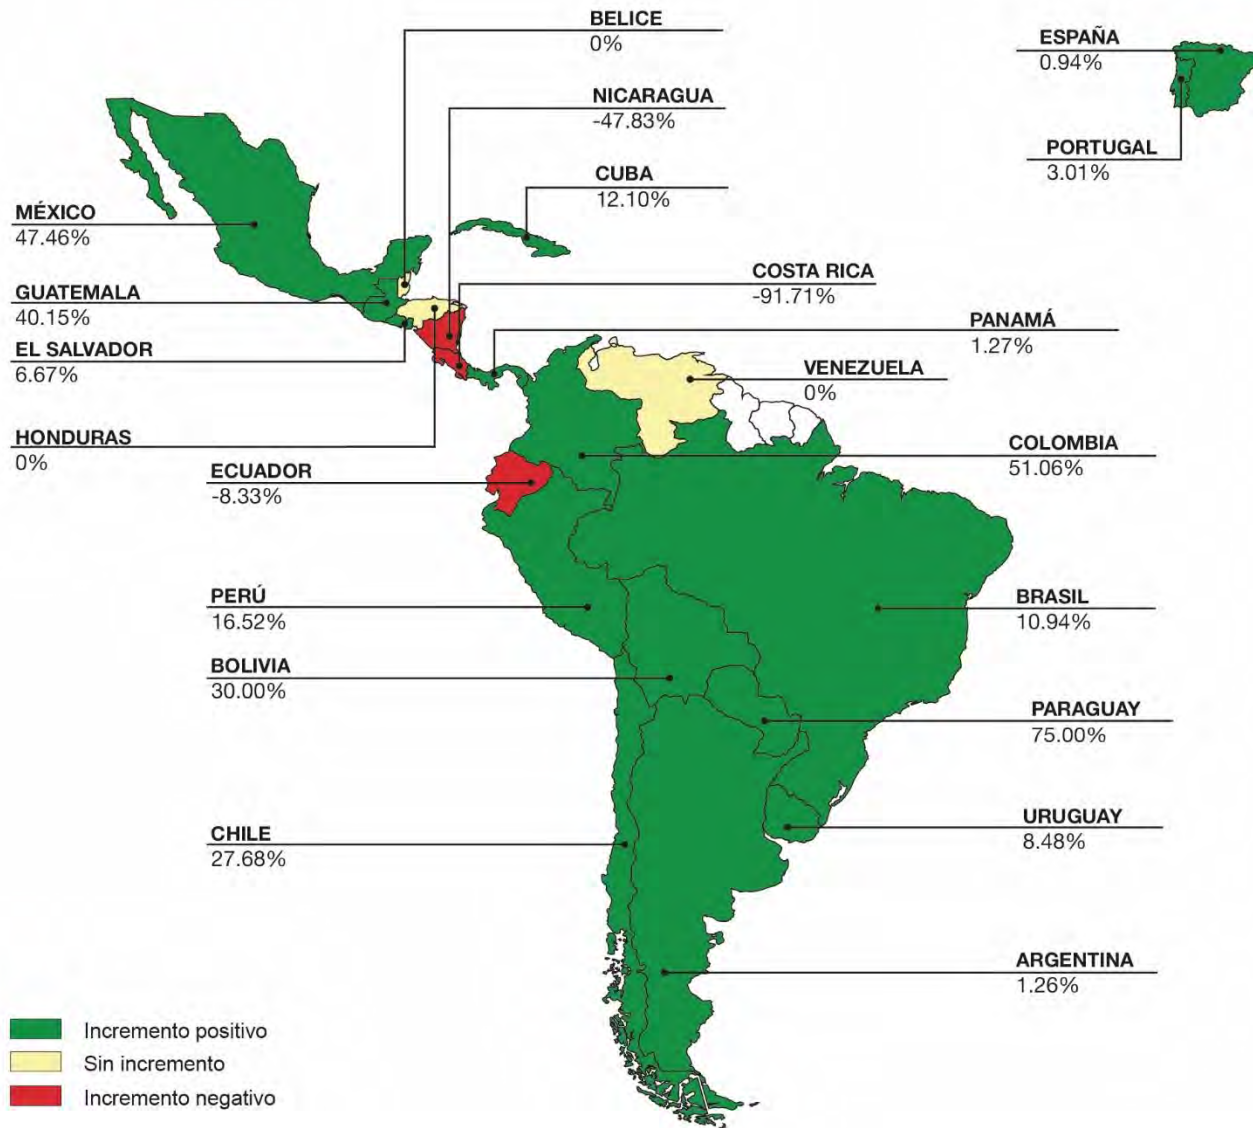 BELICE
0%
ESPAÑA
0.94%
NICARAGUA
-47.83%
PORTUGAL
3.01%
CUBA
12.10%
MÉXICO
47.46%
COSTA RICA
-91.71%
GUATEMALA
40.15%
PANAMÁ
1.27%
EL SALVADOR
6.67%
VENEZUELA
0%
HONDURAS
0%
COLOMBIA
51.06%
ECUADOR
-8.33%
PERÚ
16.52%
BRASIL
10.94%
BOLIVIA
30.00%
PARAGUAY
75.00%
URUGUAY
8.48%
CHILE
27.68%
ARGENTINA
1.26%
Incremento positivo
Sin incremento
Incremento negativo